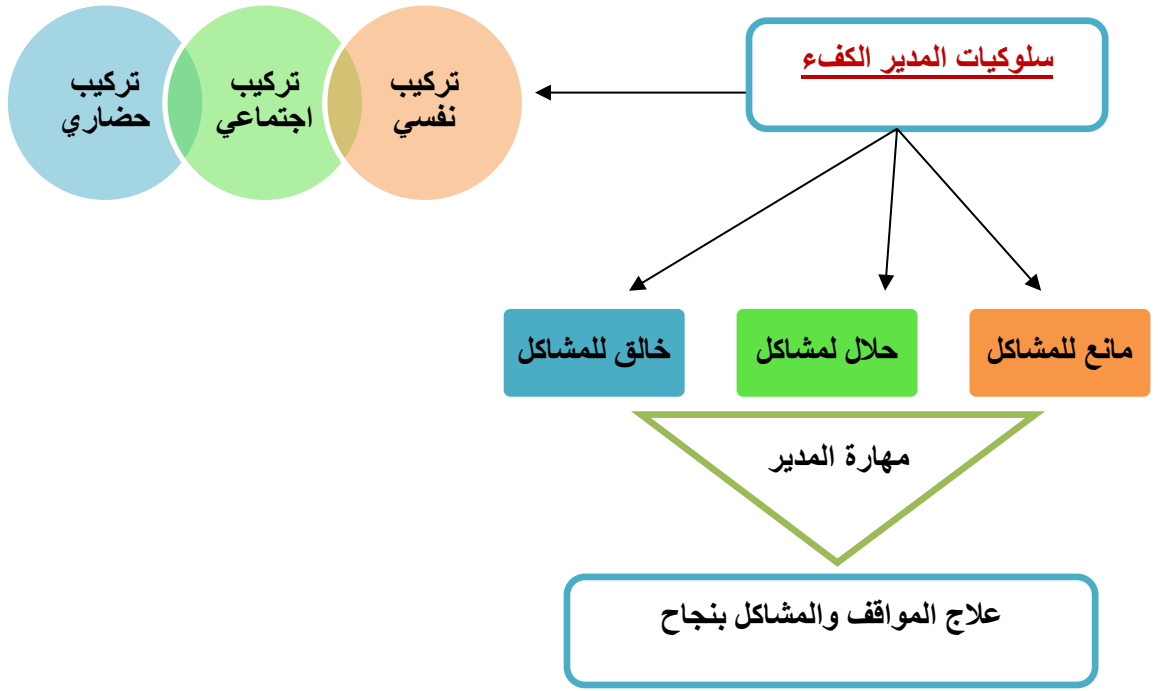 سلوكيات المدير الكفء
تركيب
نفسي
تركيب
اجتماعي
تركيب
حضاري
مانع للمشاكل
حلال لمشاكل
خالق للمشاكل
مهارة المدير
علاج المواقف والمشاكل بنجاح